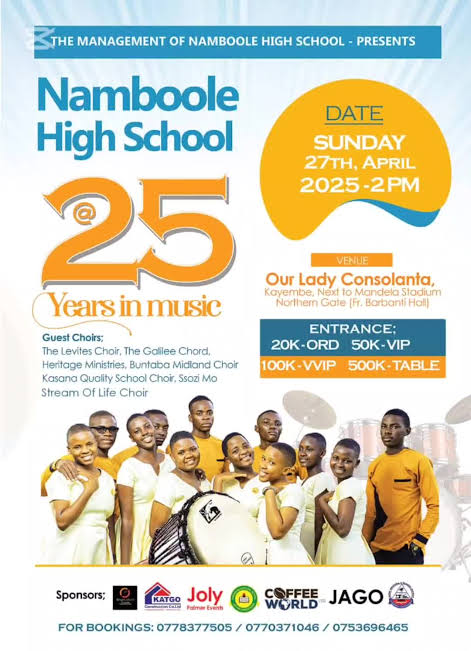 THE MANAGEMENT OF NAMBOOLE HIGH SCHOOL - PRESENTS
Namboole
High School
@
25
Years in music
DATE
SUNDAY
27TH, APRIL
2025 -2PM
VENUE
Our Lady Consolanta,
Kayembe, Next to Mandela Stadium
Northern Gate (Fr. Barbanti Hall)
ENTRANCE;
20K-ORD 50K-VIP
100K-VVIP 500K-TABLE
Guest Choirs;
The Levites Choir, The Galilee Chord,
Heritage Ministries, Buntaba Midland Choir
Kasana Quality School Choir, Ssozi Mo
Stream Of Life Choir
Sponsors;
KATGO
Construction Co.Ltd
Joly
Palmer Events
COFFEE
WORLD
JAGO
FOR BOOKINGS: 0778377505 / 0770371046 / 0753696465